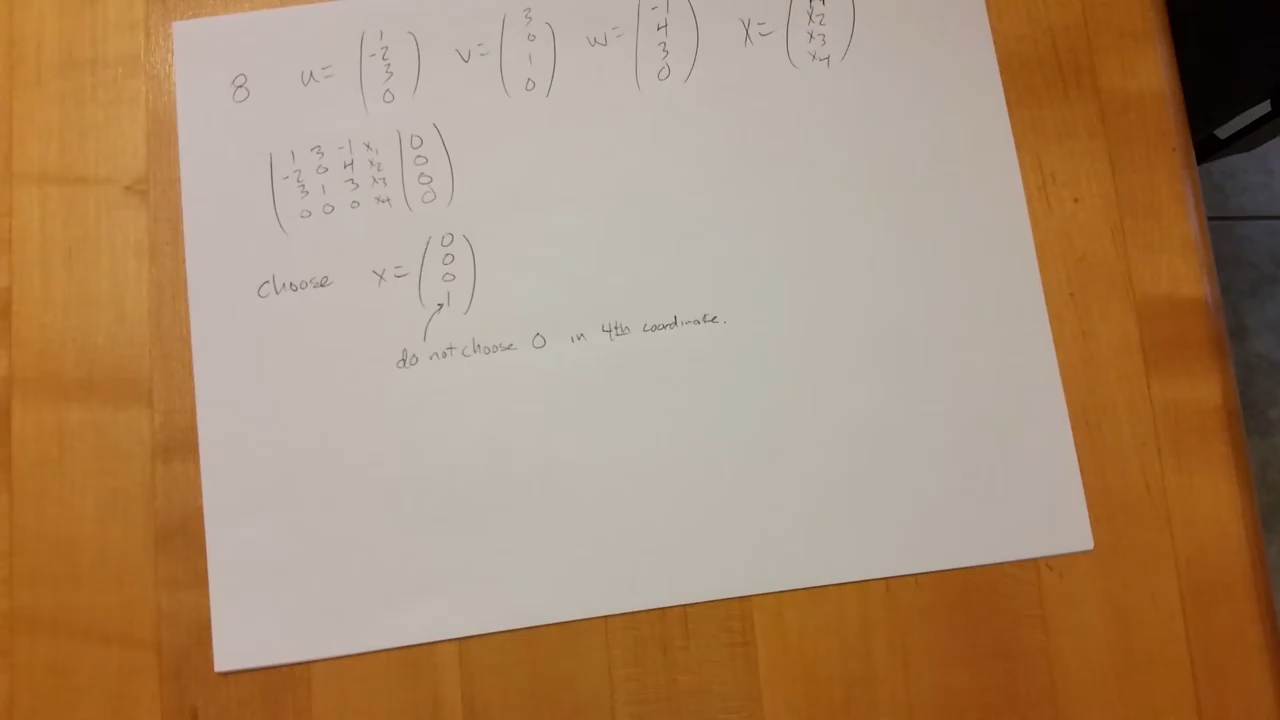 8 u= (1 -2 3 0) v= (3 0 1 0) w= (-1 4 3 0) X= ( x2 x3 x4)
1 3 -1 x1 | 0
-2 0 4 x2 | 0
3 1 3 x3 | 0
0 0 0 x4 | 0
choose x= (0 0 0 1)
do not choose 0 in 4th coordinate.